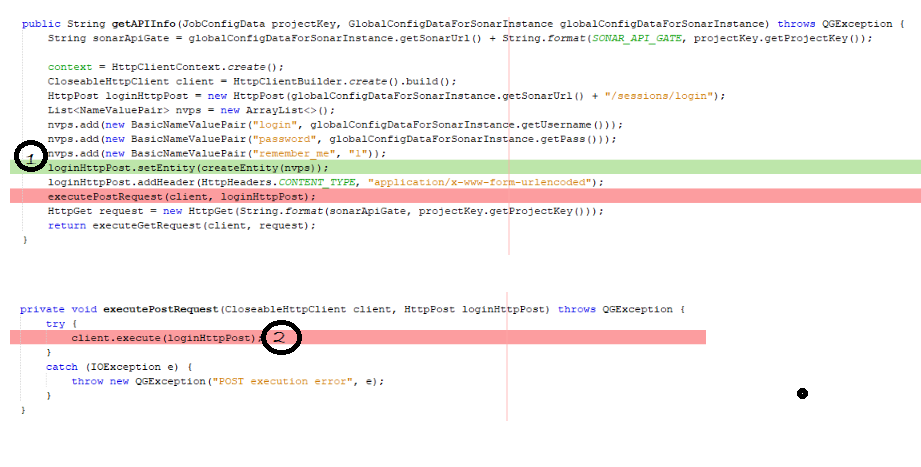 public String getAPIInfo(JobConfigData projectKey, GlobalConfigDataForSonarInstance globalConfigDataForSonarInstance) throws QGException {
String sonarApiGate = globalConfigDataForSonarInstance.getSonarUrl() + String.format(SONAR_API_GATE, projectKey.getProjectKey());
context = HttpClientContext.create();
CloseableHttpClient client = HttpClientBuilder.create().build();
HttpPost loginHttpPost = new HttpPost(globalConfigDataForSonarInstance.getSonarUrl() + "/sessions/login");
List<NameValuePair> nvps = new ArrayList<>();
nvps.add(new BasicNameValuePair("login", globalConfigDataForSonarInstance.getUsername()));
nvps.add(new BasicNameValuePair("password", globalConfigDataForSonarInstance.getPass()));
nvps.add(new BasicNameValuePair("remember_me", "1"));
1
loginHttpPost.setEntity(createEntity(nvps));
loginHttpPost.addHeader(HttpHeaders.CONTENT_TYPE, "application/x-www-form-urlencoded");
executePostRequest(client, loginHttpPost);
HttpGet request = new HttpGet(String.format(sonarApiGate, projectKey.getProjectKey()));
return executeGetRequest(client, request);
}
private void executePostRequest(CloseableHttpClient client, HttpPost loginHttpPost) throws QGException {
try {
client.execute(loginHttpPost); 2
}
catch (IOException e) {
throw new QGException("POST execution error", e);
}
}